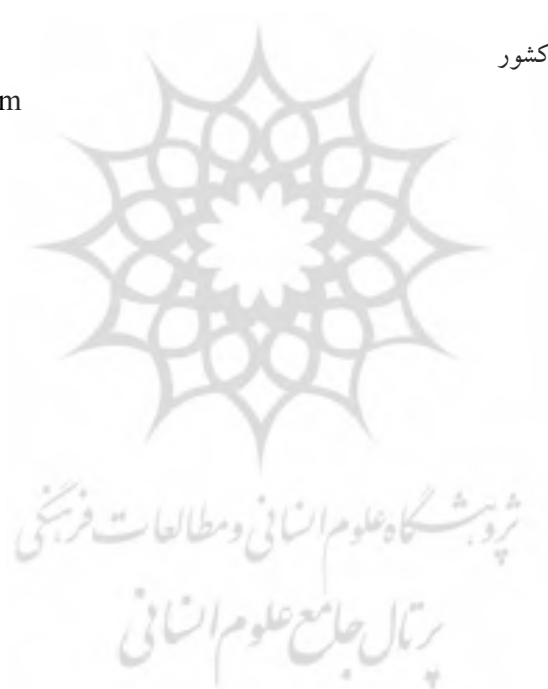 کشور
m
پژوهشگاه علوم انسانی و مطالعات فرهنگی
پرتال جامع علوم انسانی